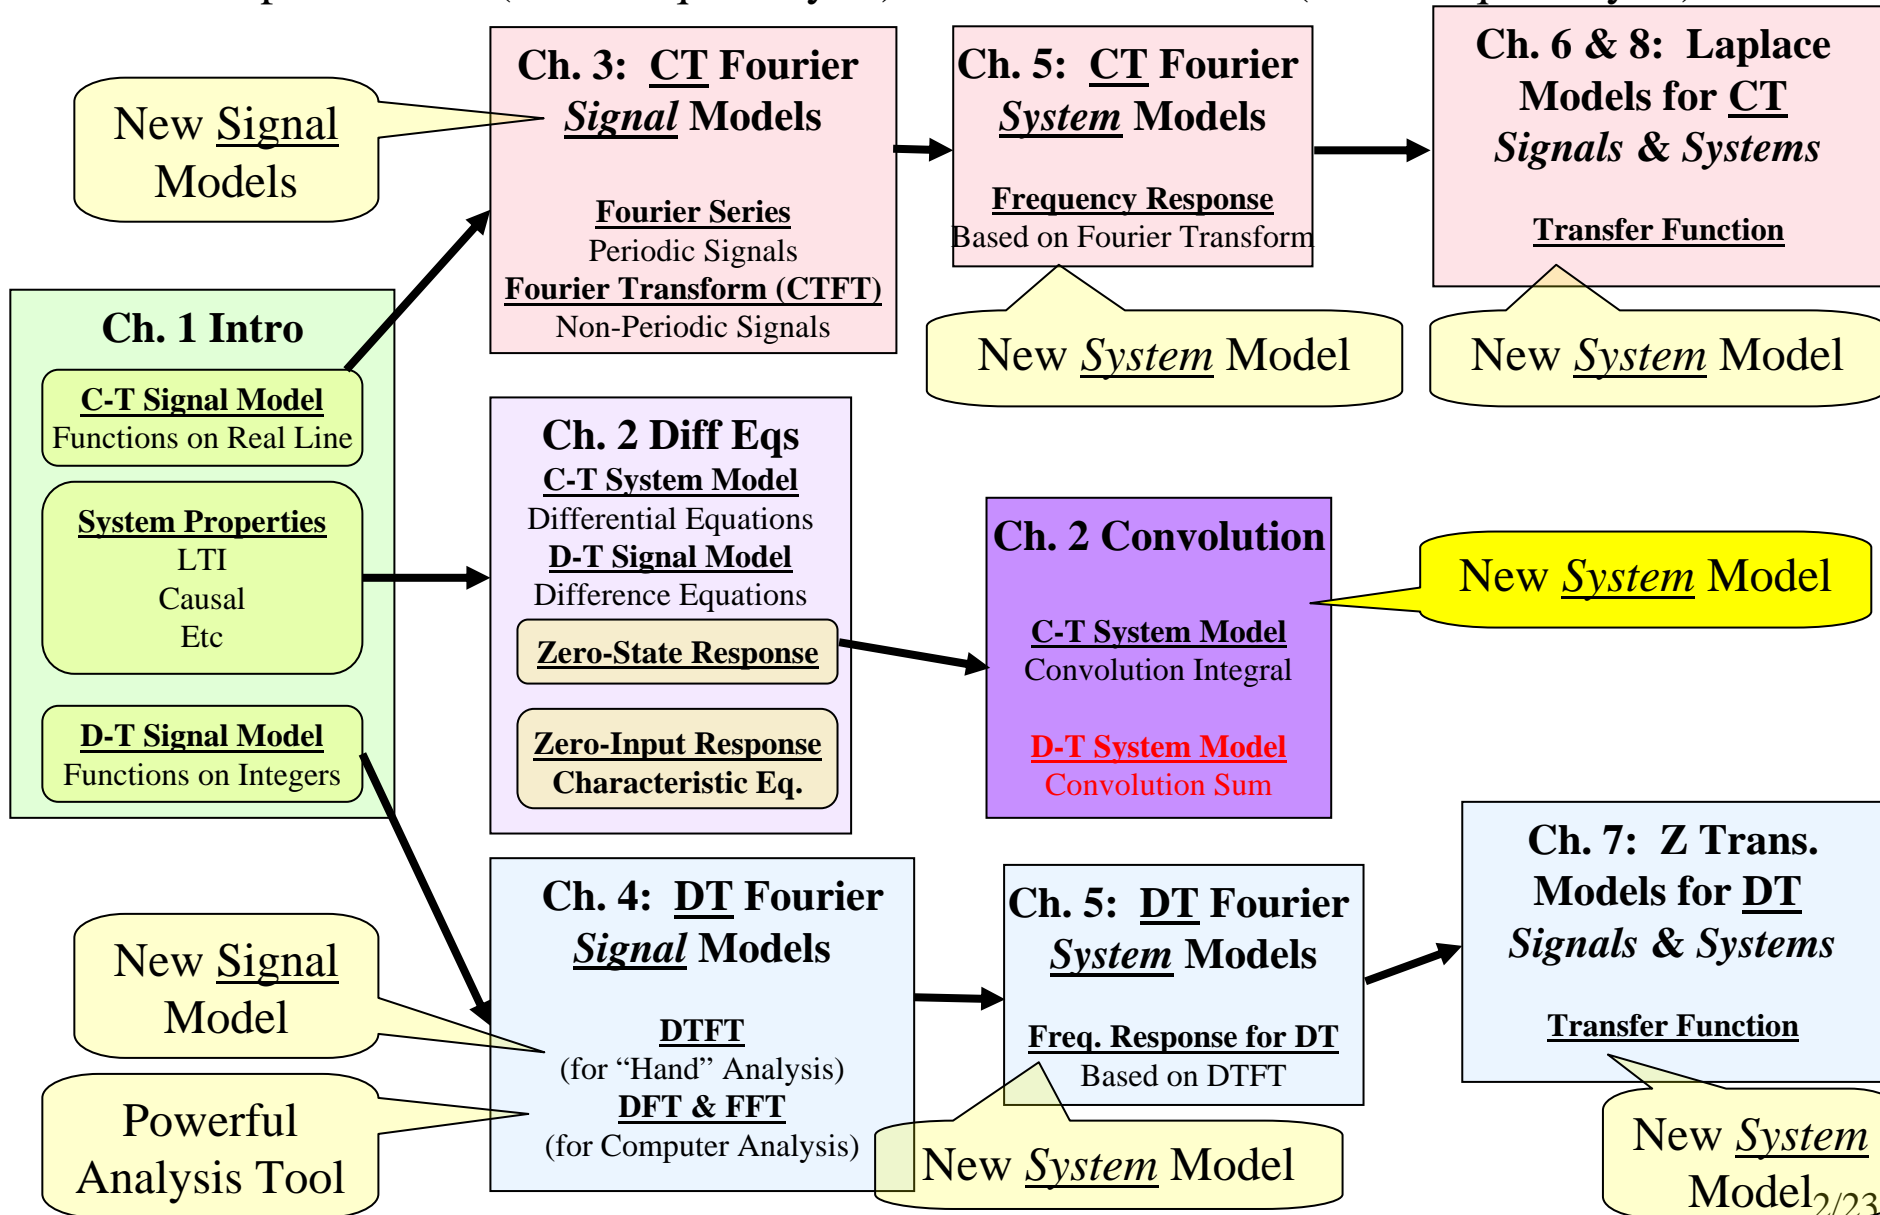 Ch. 3: CT Fourier
Signal Models
Fourier Series
Periodic Signals
Fourier Transform (CTFT)
Non-Periodic Signals
New Signal
Models
Ch. 5: CT Fourier
System Models
Frequency Response
Based on Fourier Transform
New System Model
Ch. 6 & 8: Laplace
Models for CT
Signals & Systems
Transfer Function
New System Model
Ch. 1 Intro
C-T Signal Model
Functions on Real Line
System Properties
LTI
Causal
Etc
D-T Signal Model
Functions on Integers
Ch. 2 Diff Eqs
C-T System Model
Differential Equations
D-T Signal Model
Difference Equations
Zero-State Response
Zero-Input Response
Characteristic Eq.
Ch. 2 Convolution
C-T System Model
Convolution Integral
D-T System Model
Convolution Sum
New System Model
Ch. 4: DT Fourier
Signal Models
DTFT
(for “Hand” Analysis)
DFT & FFT
(for Computer Analysis)
New Signal
Model
Powerful
Analysis Tool
Ch. 5: DT Fourier
System Models
Freq. Response for DT
Based on DTFT
New System Model
Ch. 7: Z Trans.
Models for DT
Signals & Systems
Transfer Function
New System
Model
2/23